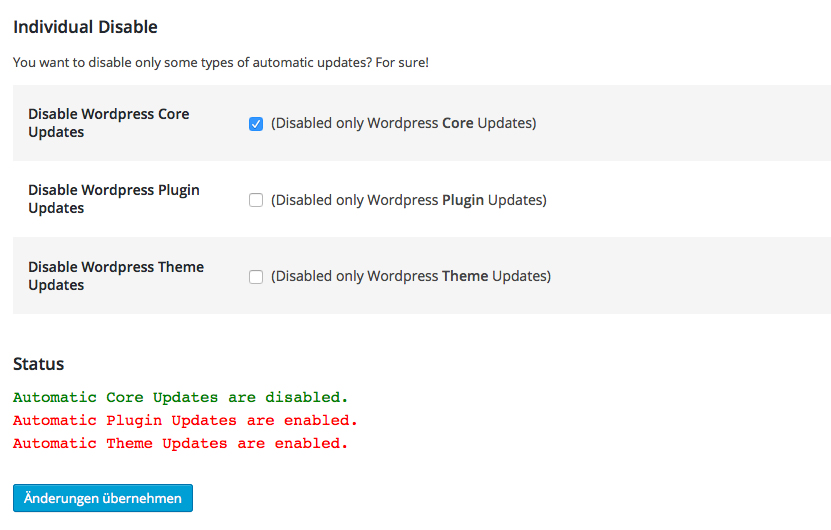 Individual Disable
You want to disable only some types of automatic updates? For sure!
Disable Wordpress Core
Updates
(Disabled only Wordpress Core Updates)
Disable Wordpress Plugin
Updates
(Disabled only Wordpress Plugin Updates)
Disable Wordpress Theme
Updates
(Disabled only Wordpress Theme Updates)
Status
Automatic Core Updates are disabled.
Automatic Plugin Updates are enabled.
Automatic Theme Updates are enabled.
Änderungen übernehmen